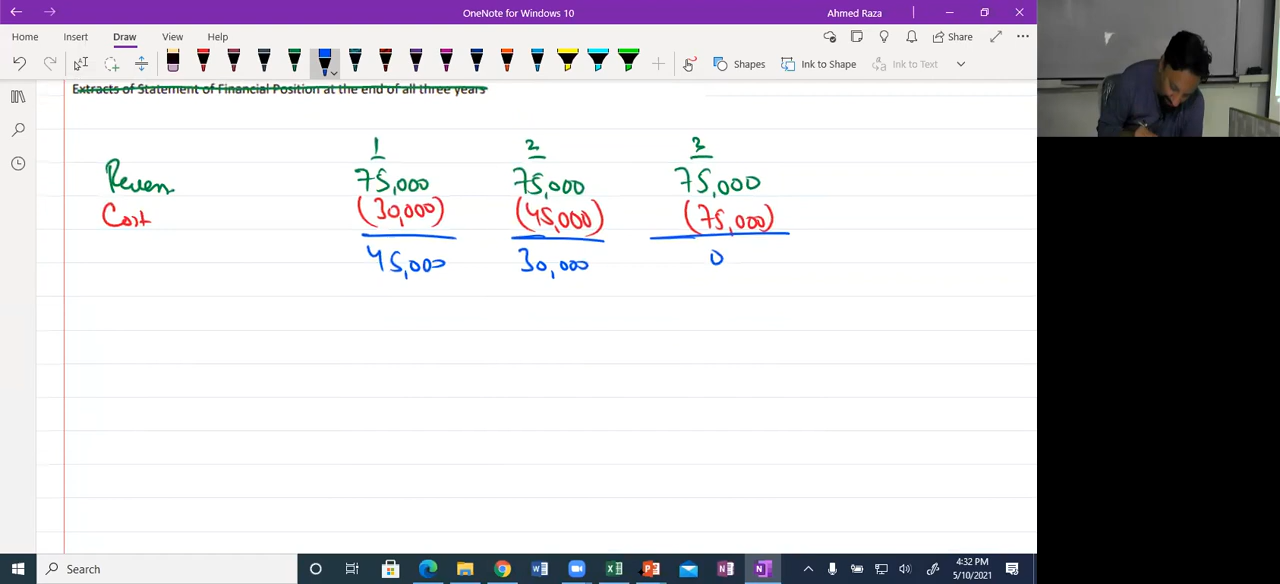 OneNote for Windows 10
Ahmed Raza
Home Insert Draw View Help
Share
Shapes Ink to Shape Ink to Text
Extracts of Statement of Financial Position at the end of all three years
1 2 3
75,000 75,000 75,000
Cost (30,000) (45,000) (75,000)
45,000 30,000 0
Search
4:32 PM
5/10/2021